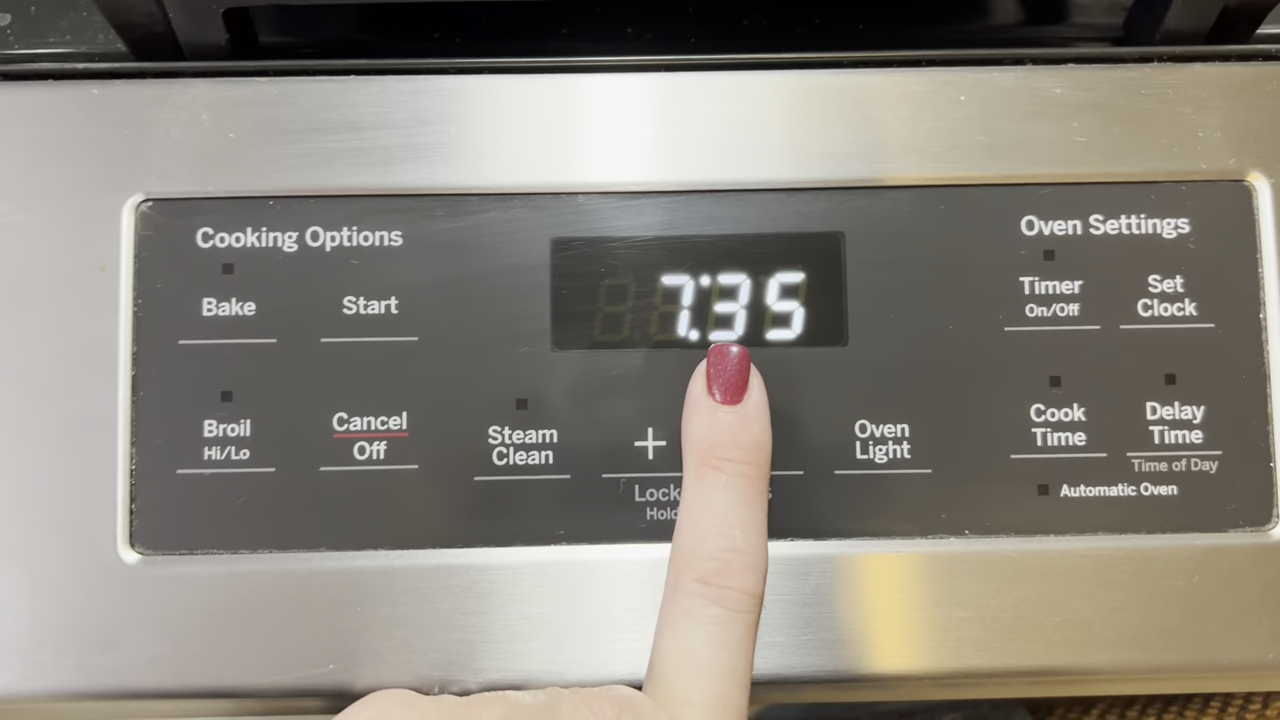 Cooking Options
Bake
Start
Broil
Hi/Lo
Cancel
Off
7:35
Steam
Clean
+
Lock
Hold
Oven
Light
Oven Settings
Timer
On/Off
Set
Clock
Cook
Time
Delay
Time
Time of Day
Automatic Oven